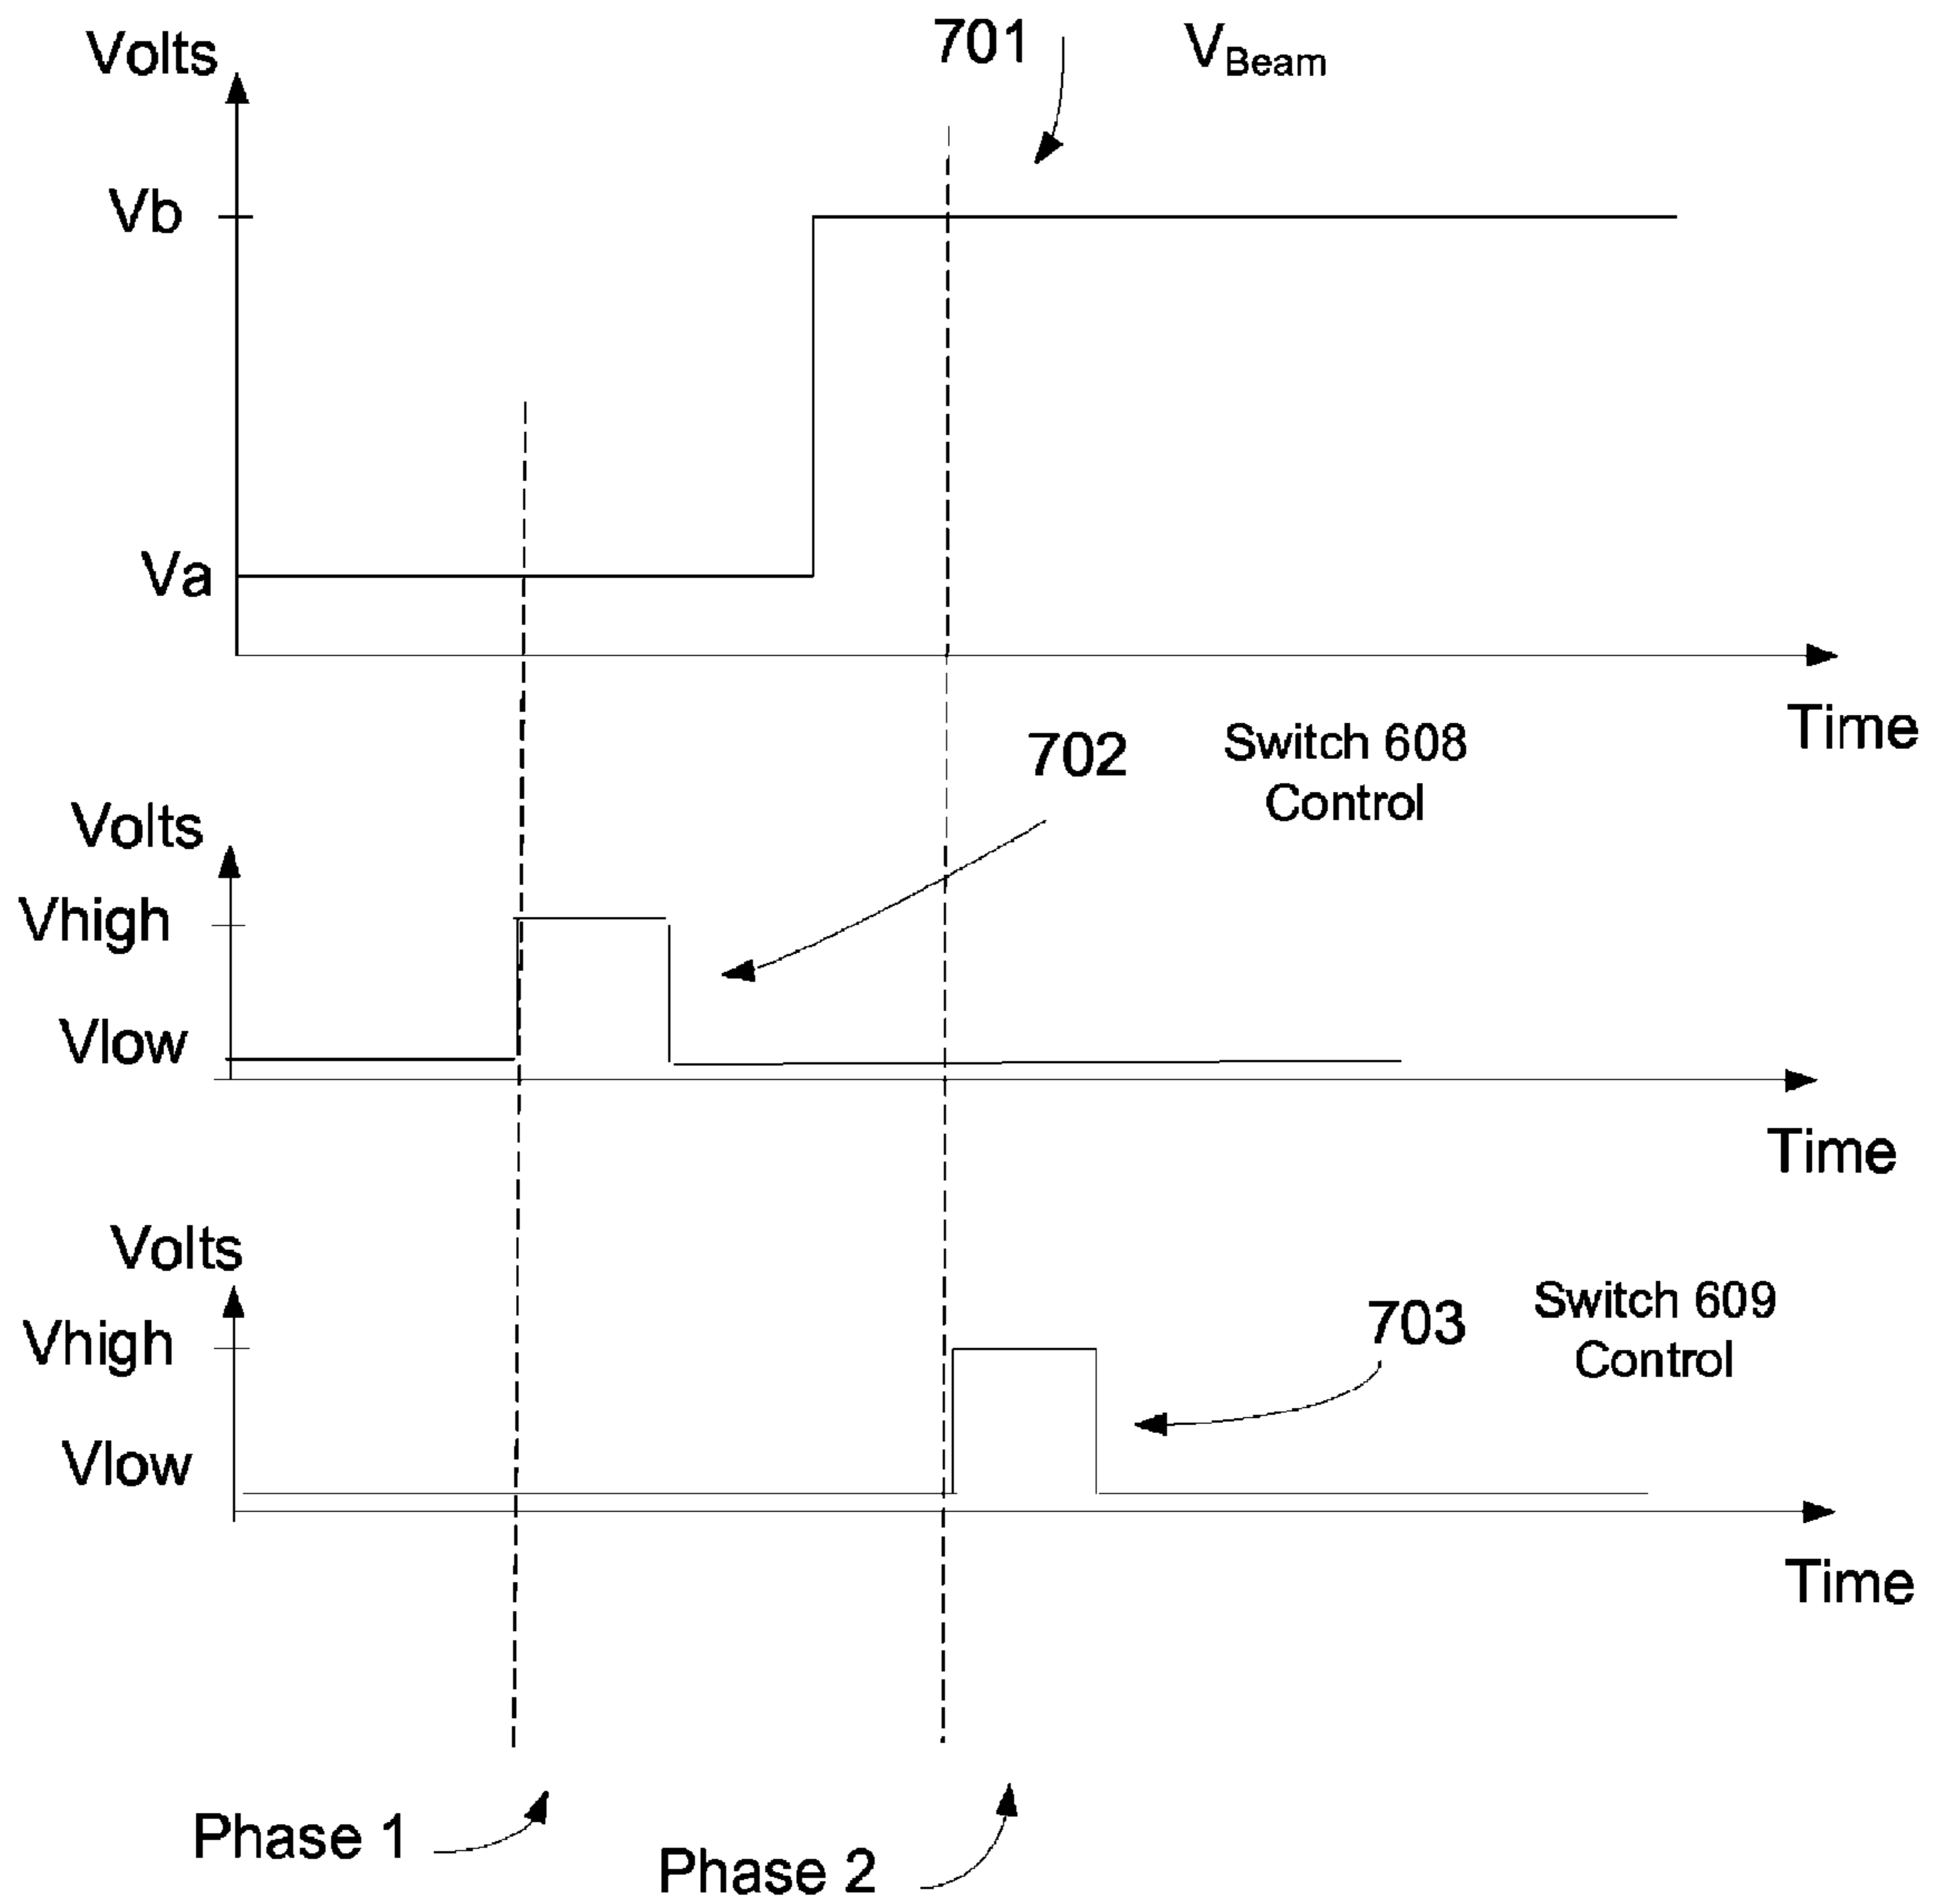 Volts
701
VBeam
Vb
Va
Time
702
Switch 608
Control
Volts
Vhigh
Vlow
Time
Volts
Vhigh
703
Switch 609
Control
Vlow
Time
Phase 1
Phase 2